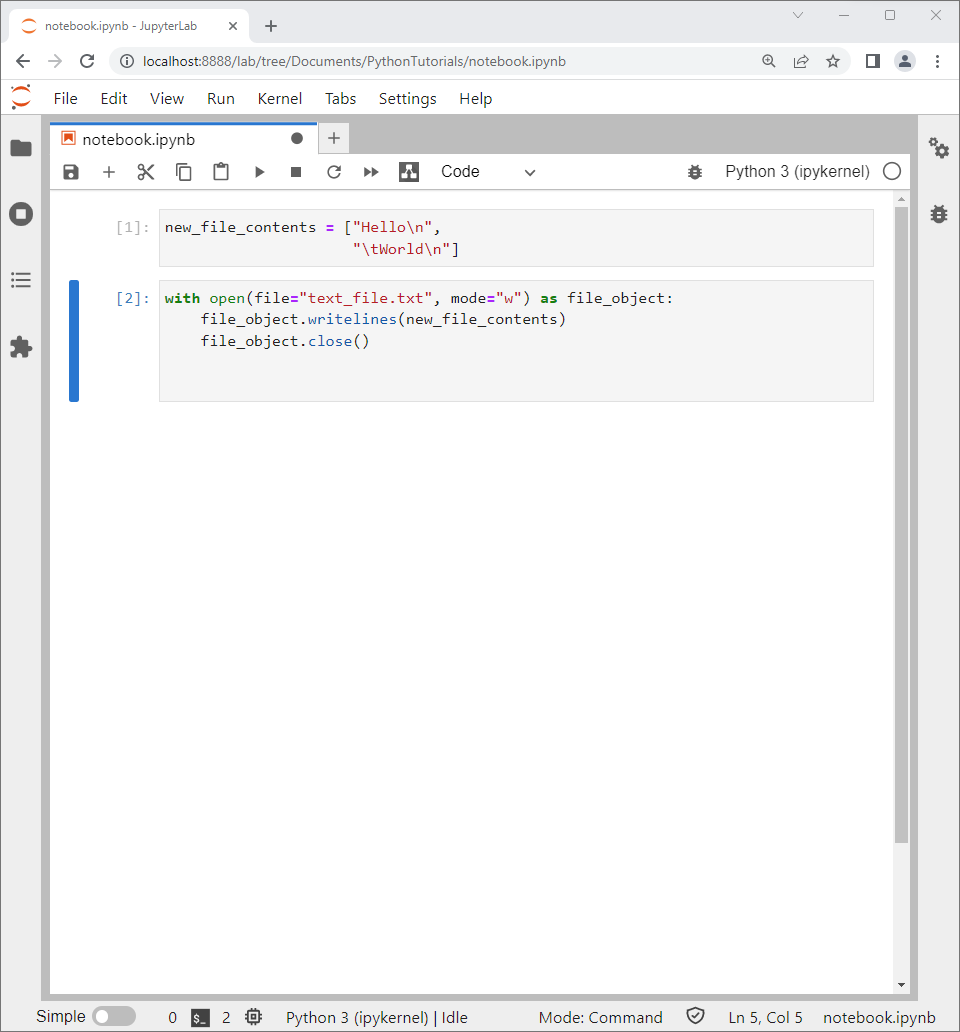 notebook.ipynb - JupyterLab
localhost:8888/lab/tree/Documents/PythonTutorials/notebook.ipynb
File Edit View Run Kernel Tabs Settings Help
notebook.ipynb
Code Python 3 (ipykernel)
[1]: new_file_contents = ["Hello\n",
"\tWorld\n"]
[2]: with open(file="text_file.txt", mode="w") as file_object:
file_object.writelines(new_file_contents)
file_object.close()
Simple 0 $_ 2 Python 3 (ipykernel) | Idle Mode: Command Ln 5, Col 5 notebook.ipynb